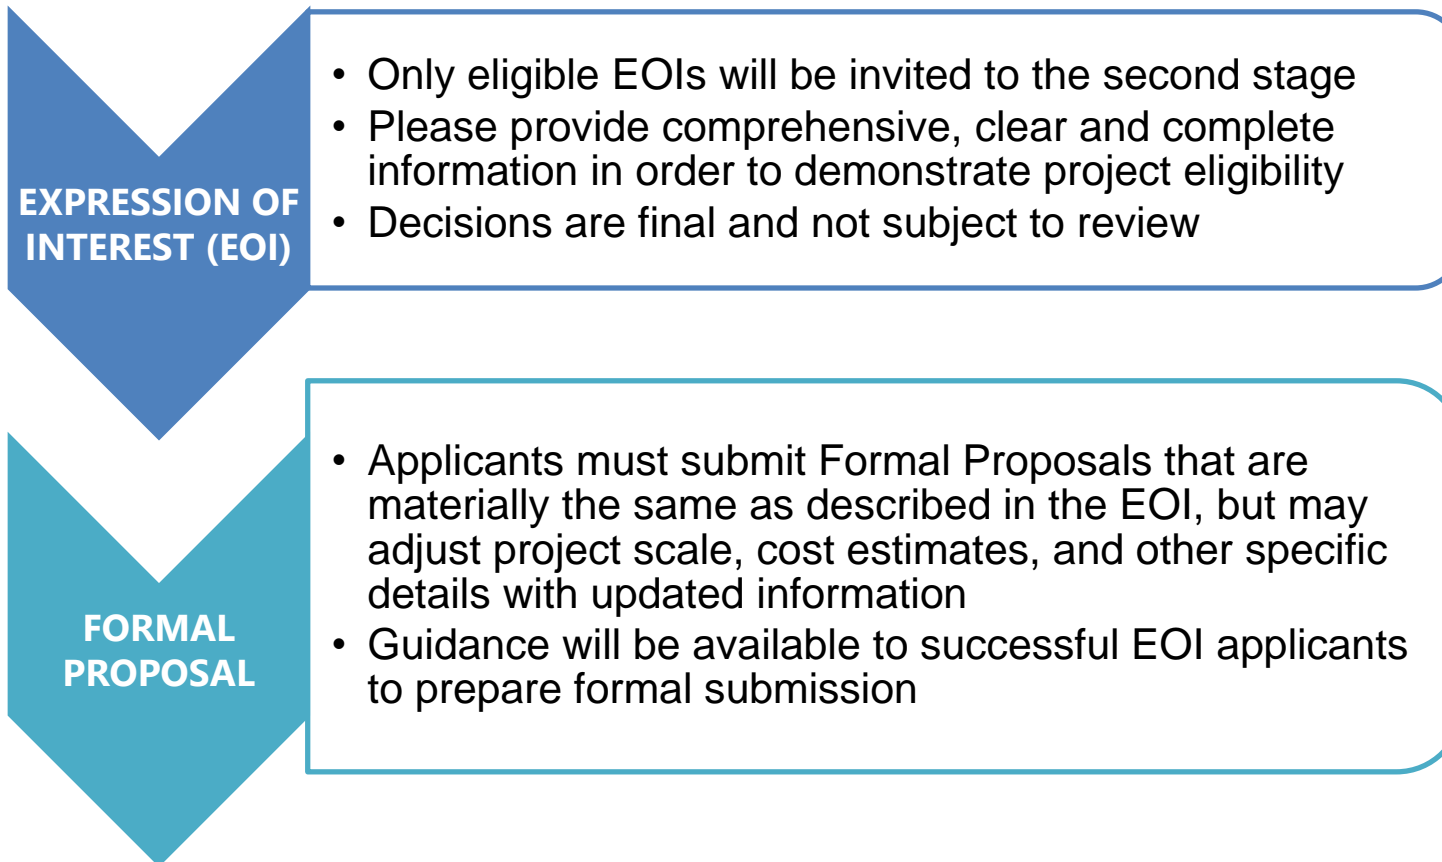 EXPRESSION OF
INTEREST (EOI)
• Only eligible EOIs will be invited to the second stage
• Please provide comprehensive, clear and complete
information in order to demonstrate project eligibility
• Decisions are final and not subject to review
FORMAL
PROPOSAL
• Applicants must submit Formal Proposals that are
materially the same as described in the EOI, but may
adjust project scale, cost estimates, and other specific
details with updated information
• Guidance will be available to successful EOI applicants
to prepare formal submission